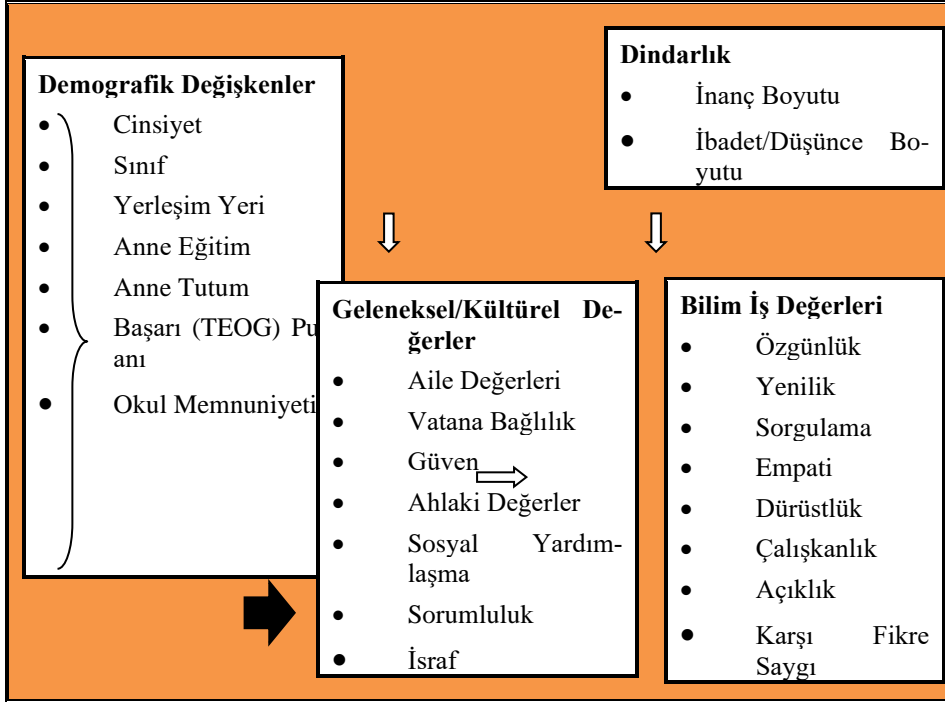 Demografik Değişkenler
• Cinsiyet
• Sınıf
• Yerleşim Yeri
• Anne Eğitim
• Anne Tutum
• Başarı (TEOG) Pu
anı
• Okul Memnuniyeti
Dindarlık
• İnanç Boyutu
• İbadet/Düşünce Bo-
yutu
Geleneksel/Kültürel De-
ğerler
• Aile Değerleri
• Vatana Bağlılık
• Güven
• Ahlaki Değerler
• Sosyal Yardım-
laşma
• Sorumluluk
• İsraf
Bilim İş Değerleri
• Özgünlük
• Yenilik
• Sorgulama
• Empati
• Dürüstlük
• Çalışkanlık
• Açıklık
• Karşı Fikre
Saygı